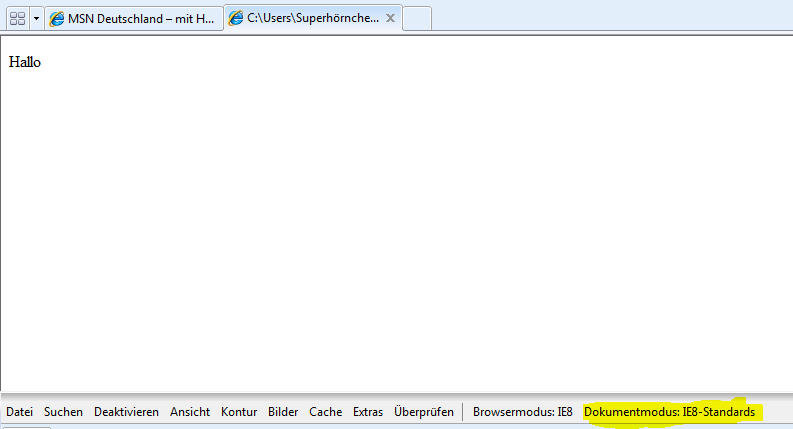 MSN Deutschland – mit H... C:\Users\Superhörnche...
Hallo
Datei Suchen Deaktivieren Ansicht Kontur Bilder Cache Extras Überprüfen Browsermodus: IE8 Dokumentmodus: IE8-Standards